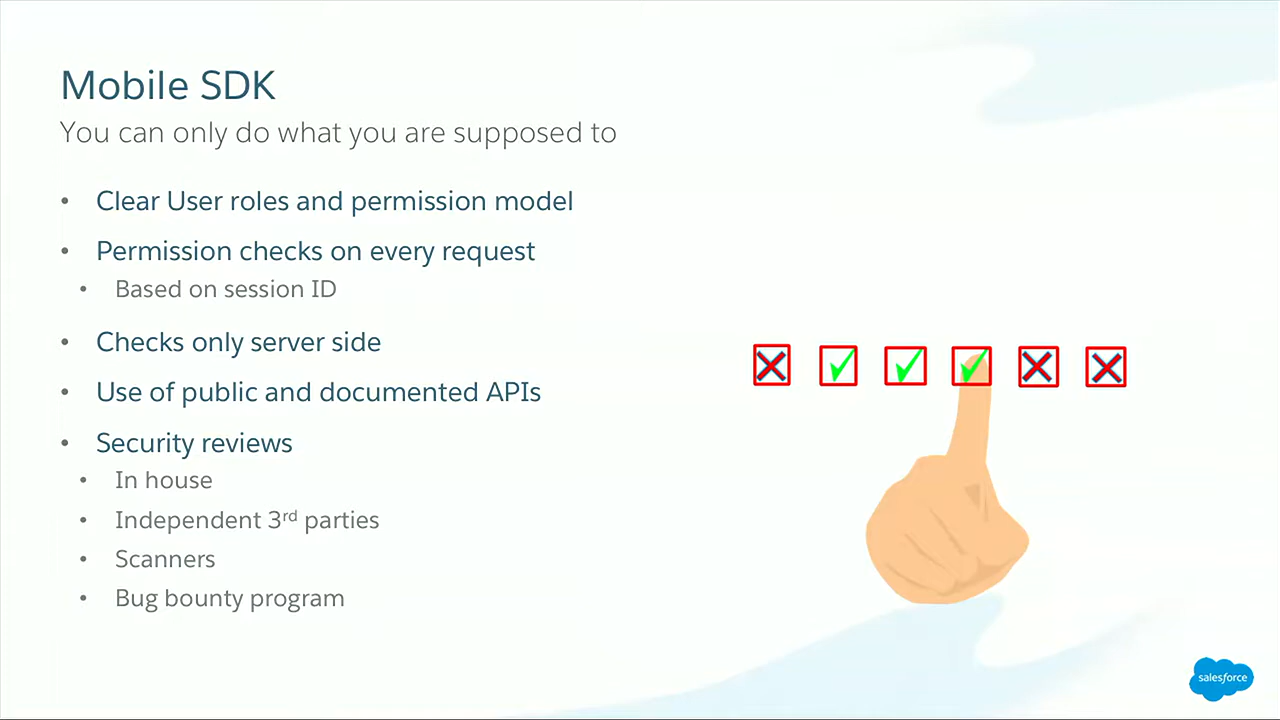 Mobile SDK
You can only do what you are supposed to
• Clear User roles and permission model
• Permission checks on every request
• Based on session ID
• Checks only server side
• Use of public and documented APIs
• Security reviews
• In house
• Independent 3rd parties
• Scanners
• Bug bounty program
salesforce